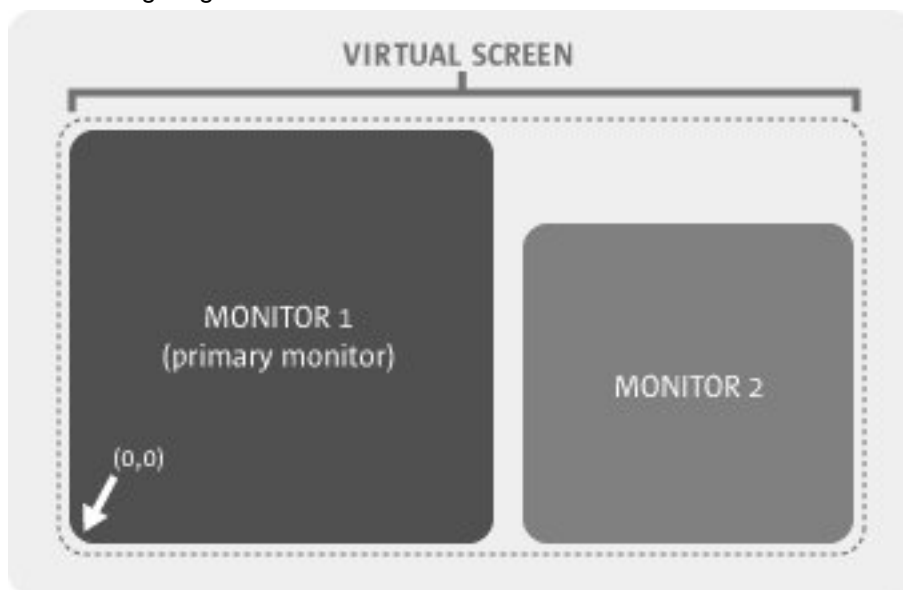 VIRTUAL SCREEN
MONITOR 1
(primary monitor)
MONITOR 2
(0,0)